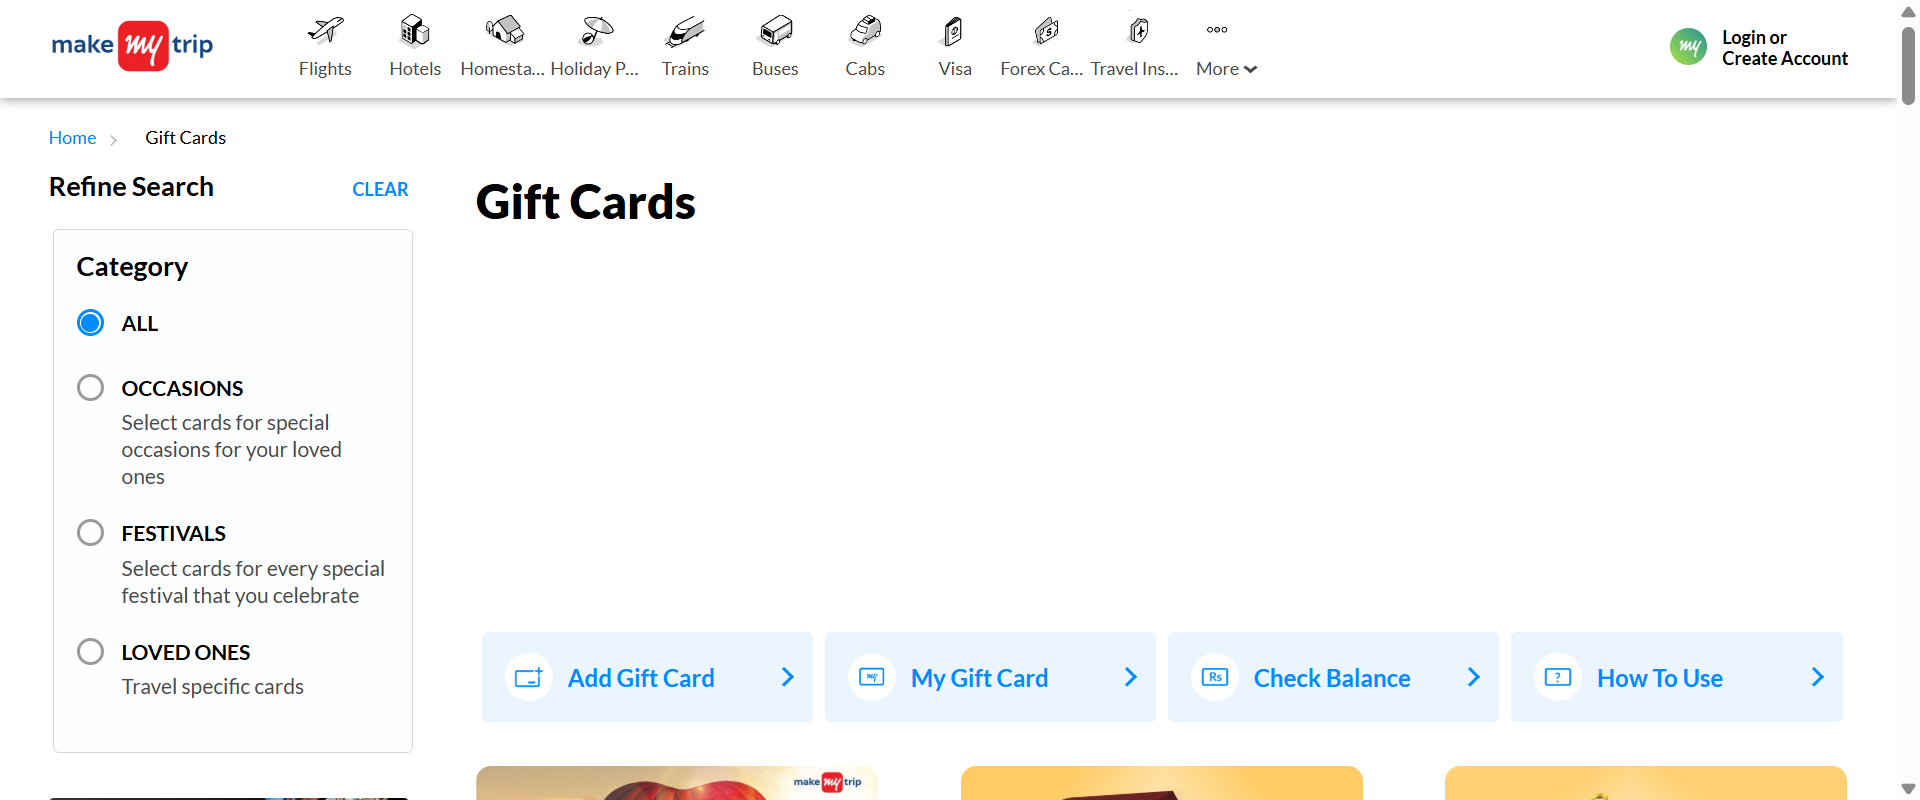 make my trip
Flights
Hotels
Homesta...
Holiday P...
Trains
Buses
Cabs
Visa
Forex Ca...
Travel Ins...
More
my
Login or
Create Account
Home
Gift Cards
Refine Search
CLEAR
Category
ALL
OCCASIONS
Select cards for special
occasions for your loved
ones
FESTIVALS
Select cards for every special
festival that you celebrate
LOVED ONES
Travel specific cards
Gift Cards
Add Gift Card
my
My Gift Card
Rs
Check Balance
?
How To Use
make my trip